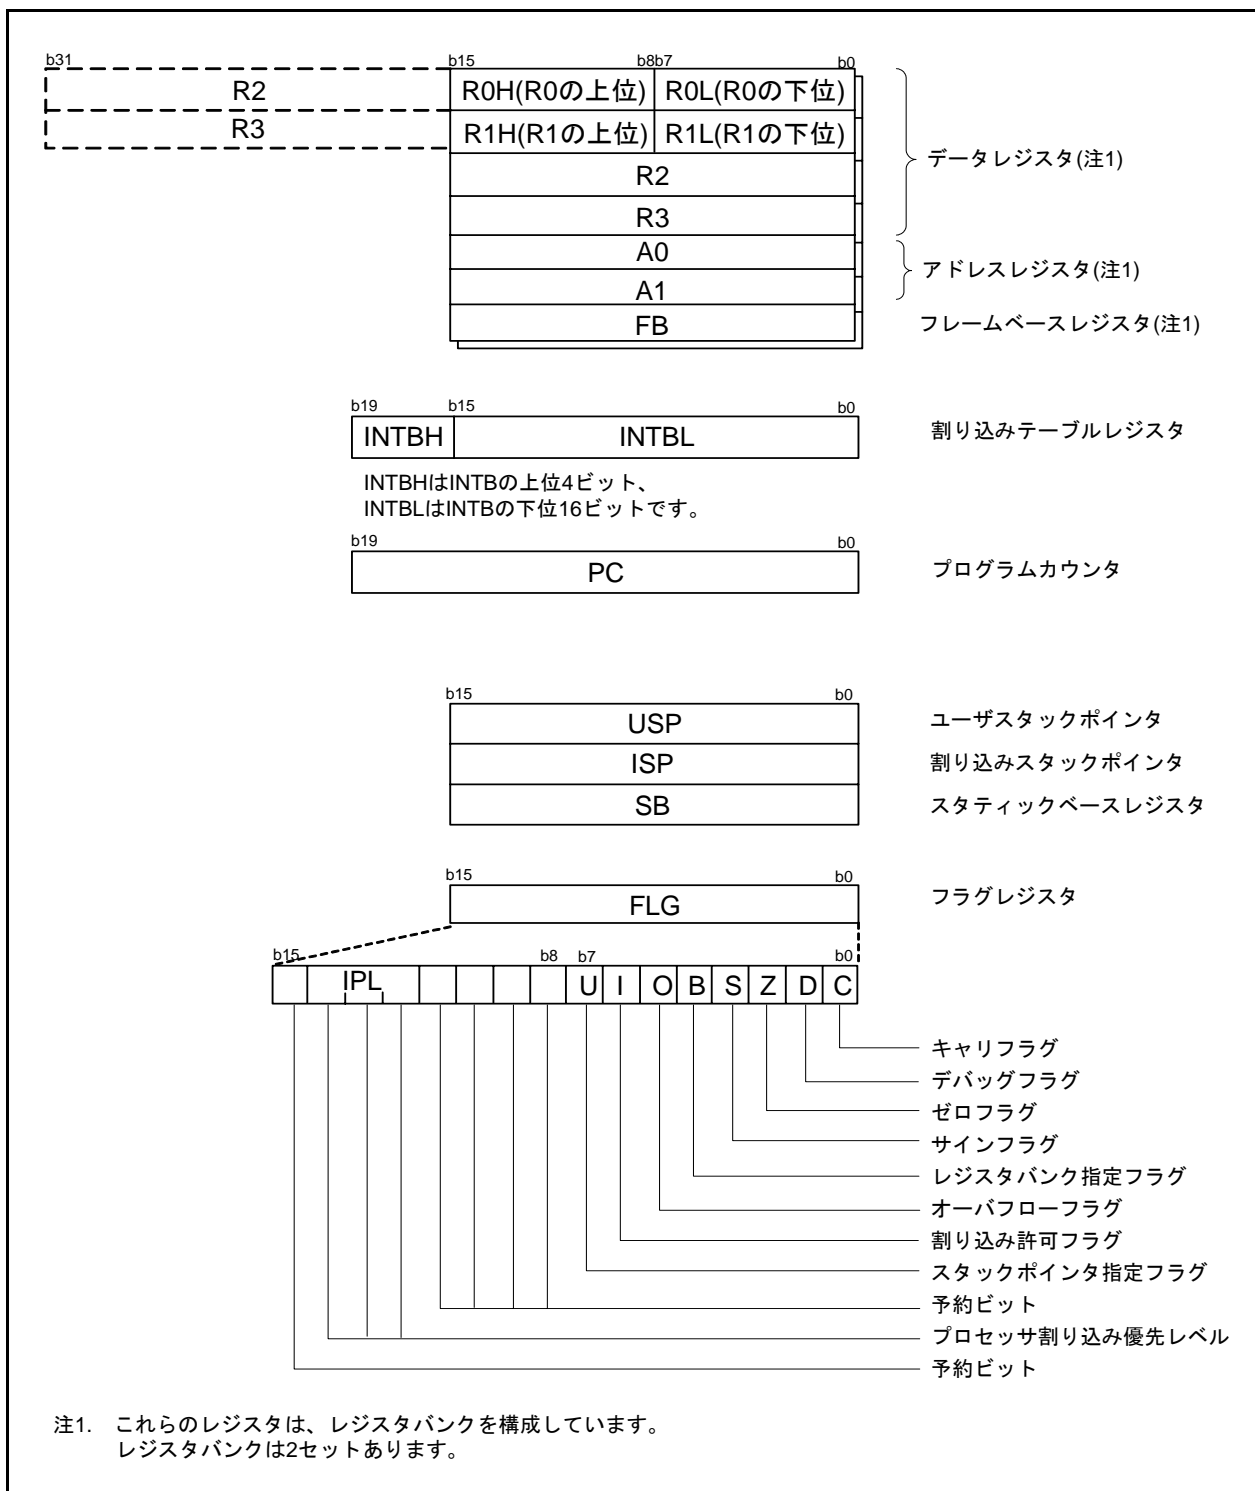 b31 b15 b8b7 b0
R2 R0H(R0の上位) R0L(R0の下位)
R3 R1H(R1の上位) R1L(R1の下位)
データレジスタ(注1)
R2
R3
A0
アドレスレジスタ(注1)
A1
FB フレームベースレジスタ(注1)
b19 b15 b0
INTBH INTBL 割り込みテーブルレジスタ
INTBHはINTBの上位4ビット、
INTBLはINTBの下位16ビットです。
b19 b0
PC プログラムカウンタ
b15 b0
USP ユーザスタックポインタ
ISP 割り込みスタックポインタ
SB スタティックベースレジスタ
b15 b0
FLG フラグレジスタ
b15 b8 b7 b0
IPL U I O B S Z D C
キャリフラグ
デバッグフラグ
ゼロフラグ
サインフラグ
レジスタバンク指定フラグ
オーバフローフラグ
割り込み許可フラグ
スタックポインタ指定フラグ
予約ビット
プロセッサ割り込み優先レベル
予約ビット
注1. これらのレジスタは、レジスタバンクを構成しています。
レジスタバンクは2セットあります。